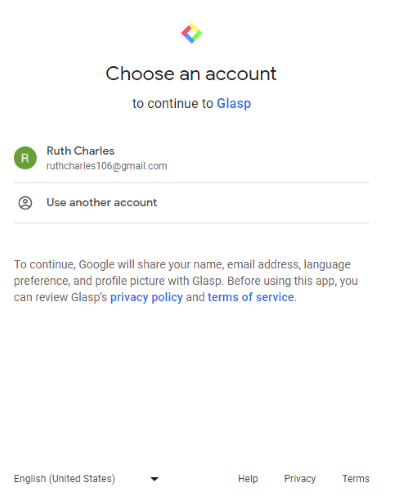 Choose an account
to continue to Glasp
R
Ruth Charles
ruthcharles106@gmail.com
Use another account
To continue, Google will share your name, email address, language
preference, and profile picture with Glasp. Before using this app, you
can review Glasp's privacy policy and terms of service.
English (United States)
Help
Privacy
Terms